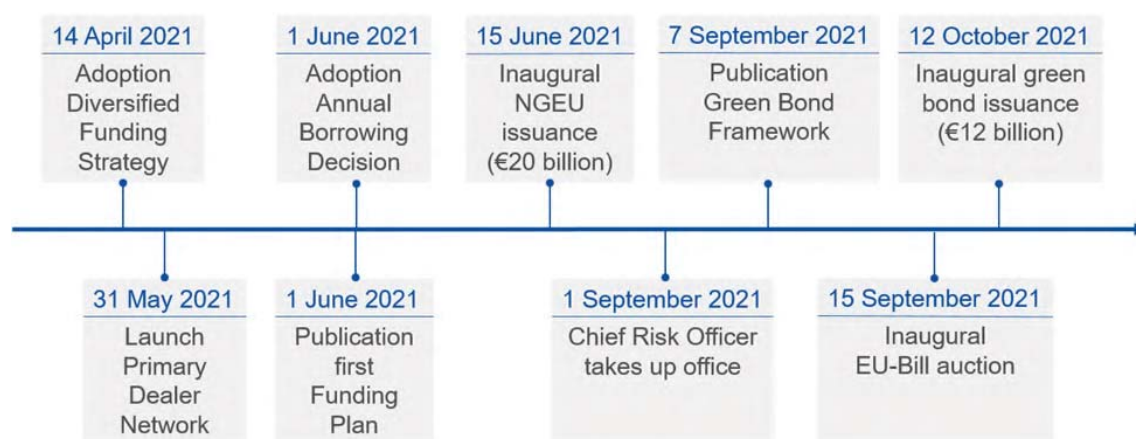 14 April 2021
Adoption
Diversified
Funding
Strategy
1 June 2021
Adoption
Annual
Borrowing
Decision
15 June 2021
Inaugural
NGEU
issuance
(€20 billion)
7 September 2021
Publication
Green Bond
Framework
12 October 2021
Inaugural green
bond issuance
(€12 billion)
31 May 2021
Launch
Primary
Dealer
Network
1 June 2021
Publication
first
Funding
Plan
1 September 2021
Chief Risk Officer
takes up office
15 September 2021
Inaugural
EU-Bill auction